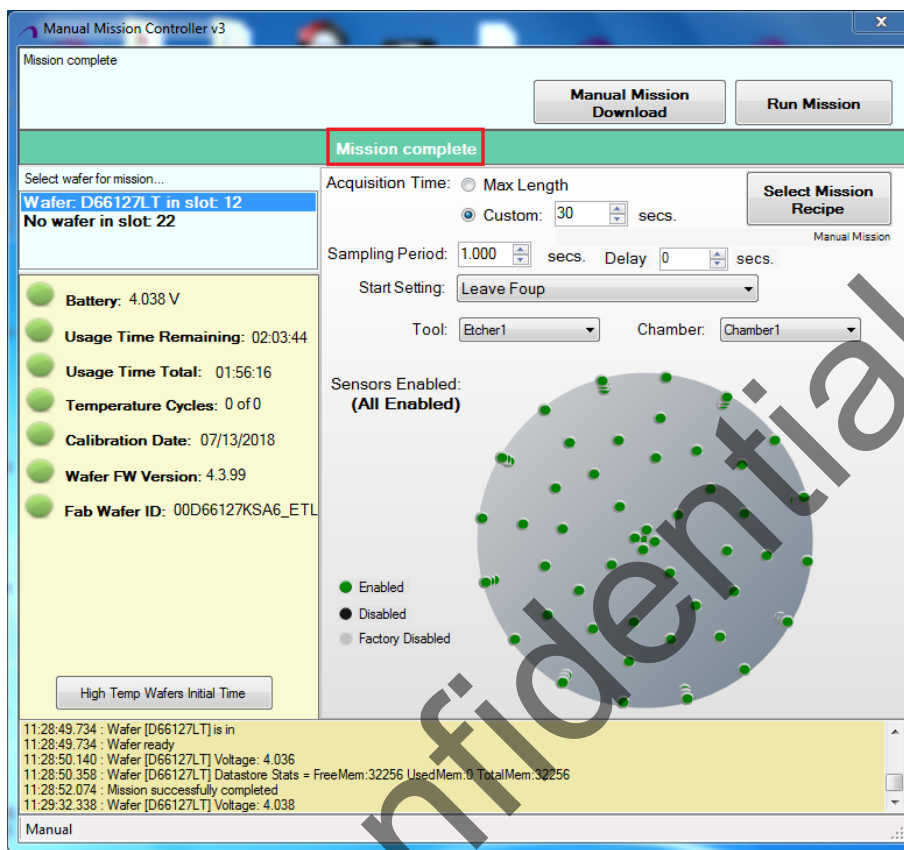 Manual Mission Controller v3
X
Mission complete
Manual Mission
Download
Run Mission
Mission complete
Select wafer for mission...
Wafer: D66127LT in slot: 12
No wafer in slot: 22
Acquisition Time: Max Length
Custom: 30 secs.
Select Mission
Recipe
Manual Mission
Sampling Period: 1.000 secs. Delay 0 secs.
Start Setting: Leave Foup
Tool: Etcher1 Chamber: Chamber1
Battery: 4.038 V
Usage Time Remaining: 02:03:44
Usage Time Total: 01:56:16
Temperature Cycles: 0 of 0
Calibration Date: 07/13/2018
Wafer FW Version: 4.3.99
Fab Wafer ID: 00D66127KSA6_ETL
High Temp Wafers Initial Time
Sensors Enabled:
(All Enabled)
Enabled
Disabled
Factory Disabled
11:28:49.734 : Wafer [D66127LT] is in
11:28:49.734 : Wafer ready
11:28:50.140 : Wafer [D66127LT] Voltage: 4.036
11:28:50.358 : Wafer [D66127LT] Datastore Stats = FreeMem:32256 UsedMem:0 TotalMem:32256
11:28:52.074 : Mission successfully completed
11:29:32.338 : Wafer [D66127LT] Voltage: 4.038
Manual
onfidential